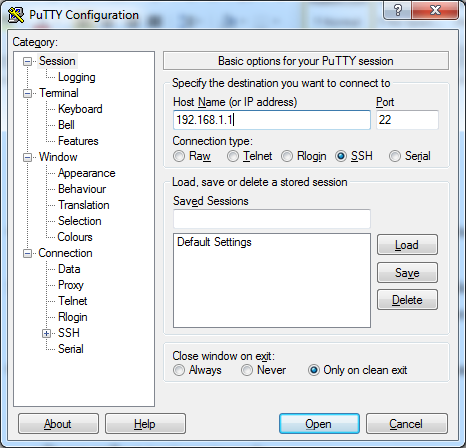 PuTTY Configuration
Category:
Session
Logging
Terminal
Keyboard
Bell
Features
Window
Appearance
Behaviour
Translation
Selection
Colours
Connection
Data
Proxy
Telnet
Rlogin
SSH
Serial
Basic options for your PuTTY session
Specify the destination you want to connect to
Host Name (or IP address) Port
192.168.1.1 22
Connection type:
Raw Telnet Rlogin SSH Serial
Load, save or delete a stored session
Saved Sessions
Default Settings
Load
Save
Delete
Close window on exit:
Always Never Only on clean exit
About Help Open Cancel